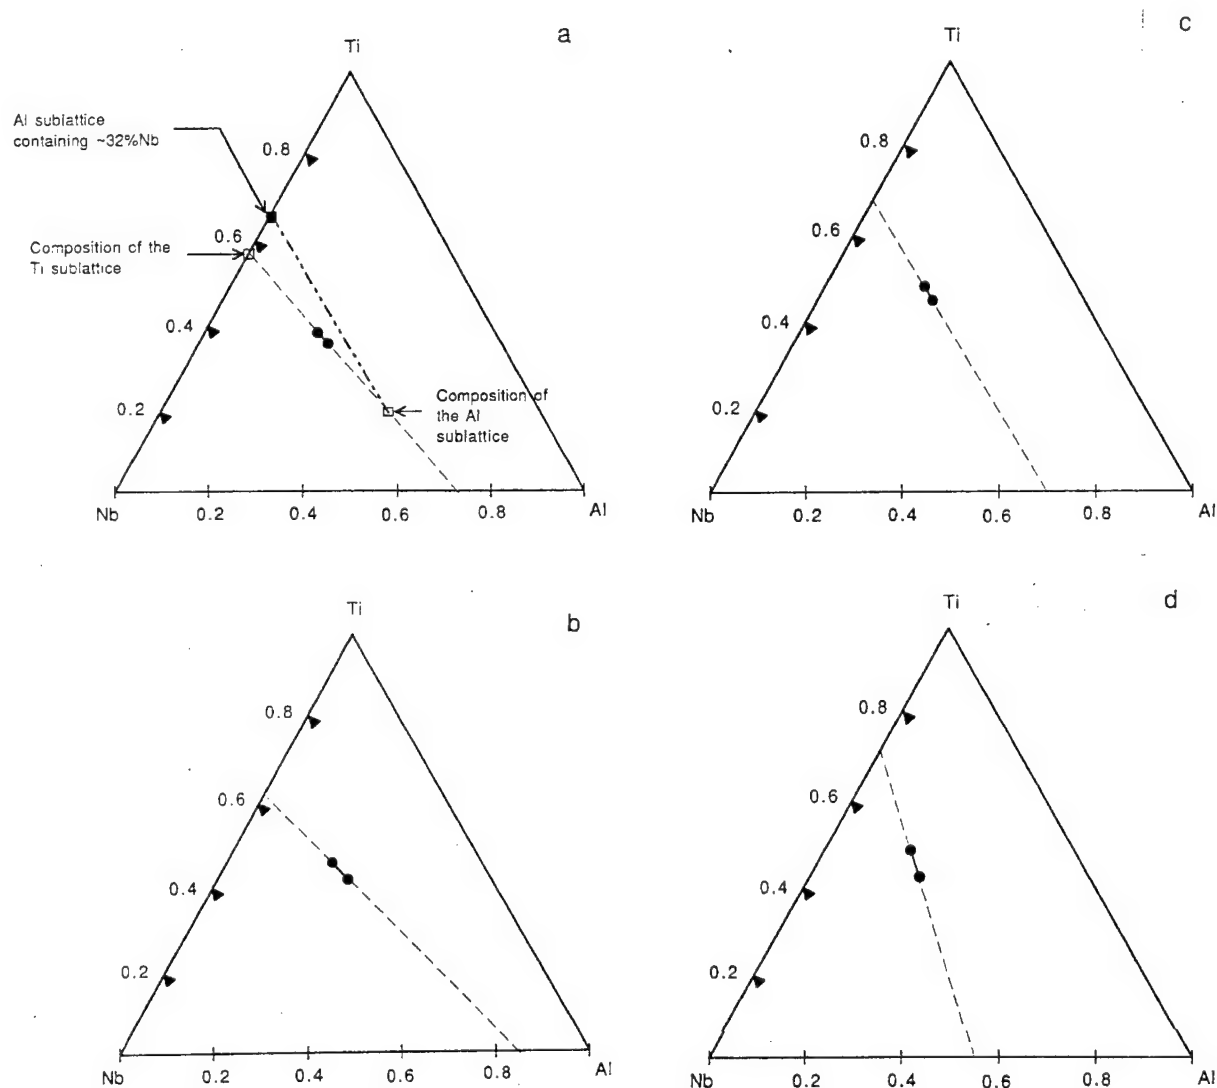 a
Ti
Al sublattice
containing ~32%Nb
0.8
0.6
Composition of the
Ti sublattice
0.4
0.2
Composition of
the Al
sublattice
Nb
0.2
0.4
0.6
0.8
Al
c
Ti
0.8
0.6
0.4
0.2
Nb
0.2
0.4
0.6
0.8
Al
b
Ti
0.8
0.6
0.4
0.2
Nb
0.2
0.4
0.6
0.8
Al
d
Ti
0.8
0.6
0.4
0.2
Nb
0.2
0.4
0.6
0.8
Al